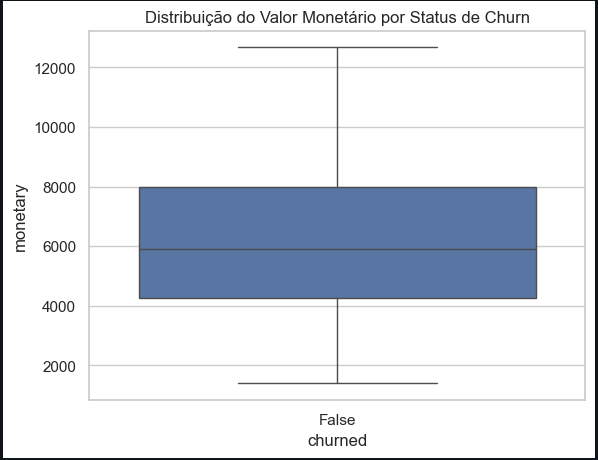 Distribuição do Valor Monetário por Status de Churn
12000
10000
8000
6000
4000
2000
monetary
False
churned